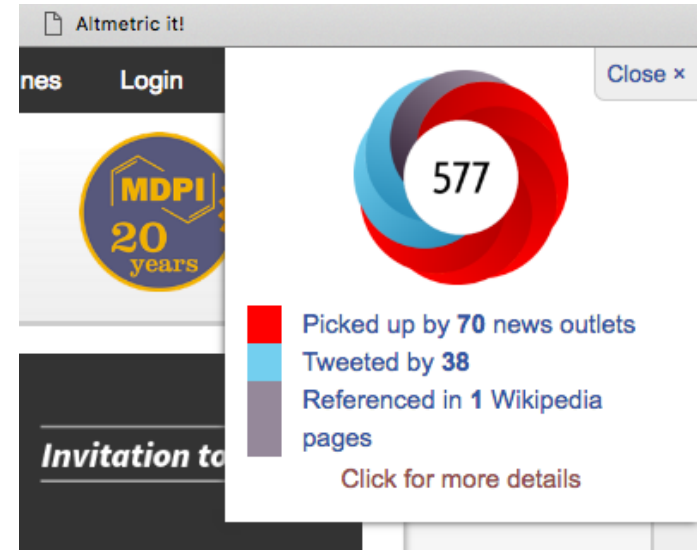 Altmetric it!
nes Login
Close ×
MDPI
20
years
577
Picked up by 70 news outlets
Tweeted by 38
Referenced in 1 Wikipedia
pages
Click for more details
Invitation to